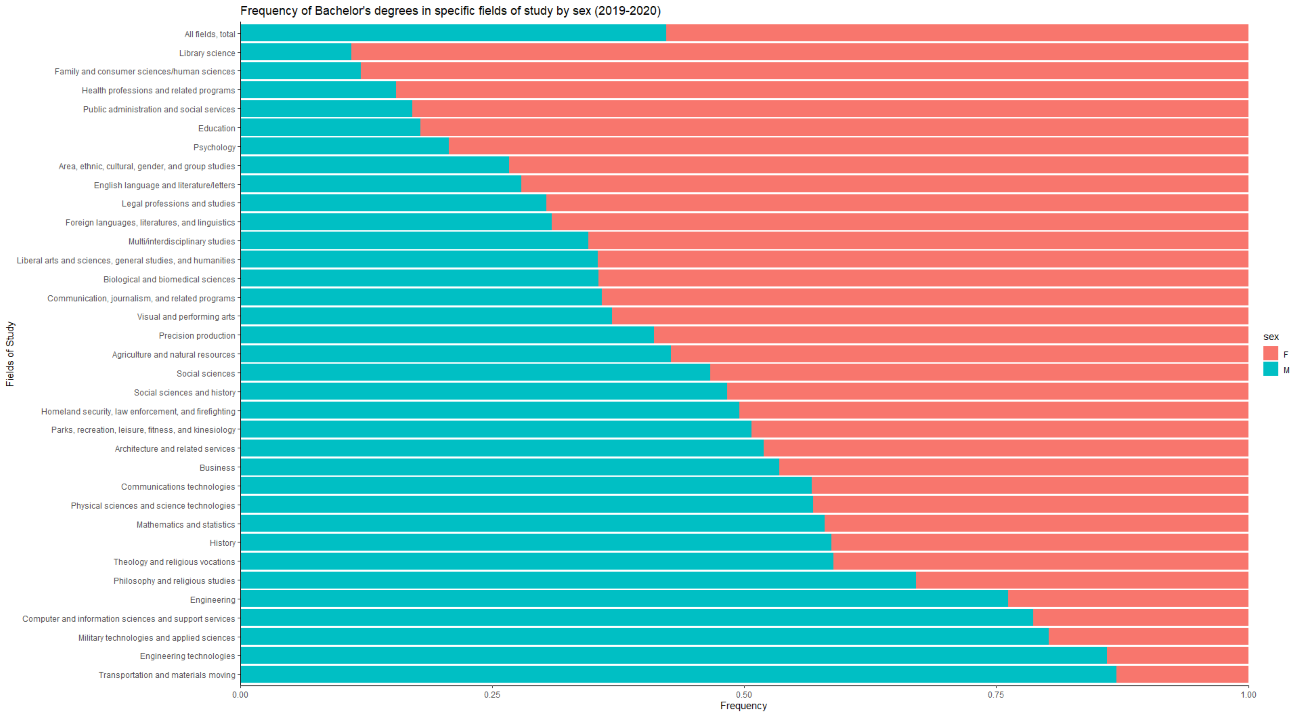 Frequency of Bachelor's degrees in specific fields of study by sex (2019-2020)
All fields, total
Library science
Family and consumer sciences/human sciences
Health professions and related programs
Public administration and social services
Education
Psychology
Area, ethnic, cultural, gender, and group studies
English language and literature/letters
Legal professions and studies
Foreign languages, literatures, and linguistics
Multi/interdisciplinary studies
Liberal arts and sciences, general studies, and humanities
Biological and biomedical sciences
Communication, journalism, and related programs
Visual and performing arts
Precision production
Agriculture and natural resources
Social sciences
Social sciences and history
Homeland security, law enforcement, and firefighting
Parks, recreation, leisure, fitness, and kinesiology
Architecture and related services
Business
Communications technologies
Physical sciences and science technologies
Mathematics and statistics
History
Theology and religious vocations
Philosophy and religious studies
Engineering
Computer and information sciences and support services
Military technologies and applied sciences
Engineering technologies
Transportation and materials moving
Fields of Study
0.00 0.25 0.50 0.75 1.00
Frequency
sex
F
M